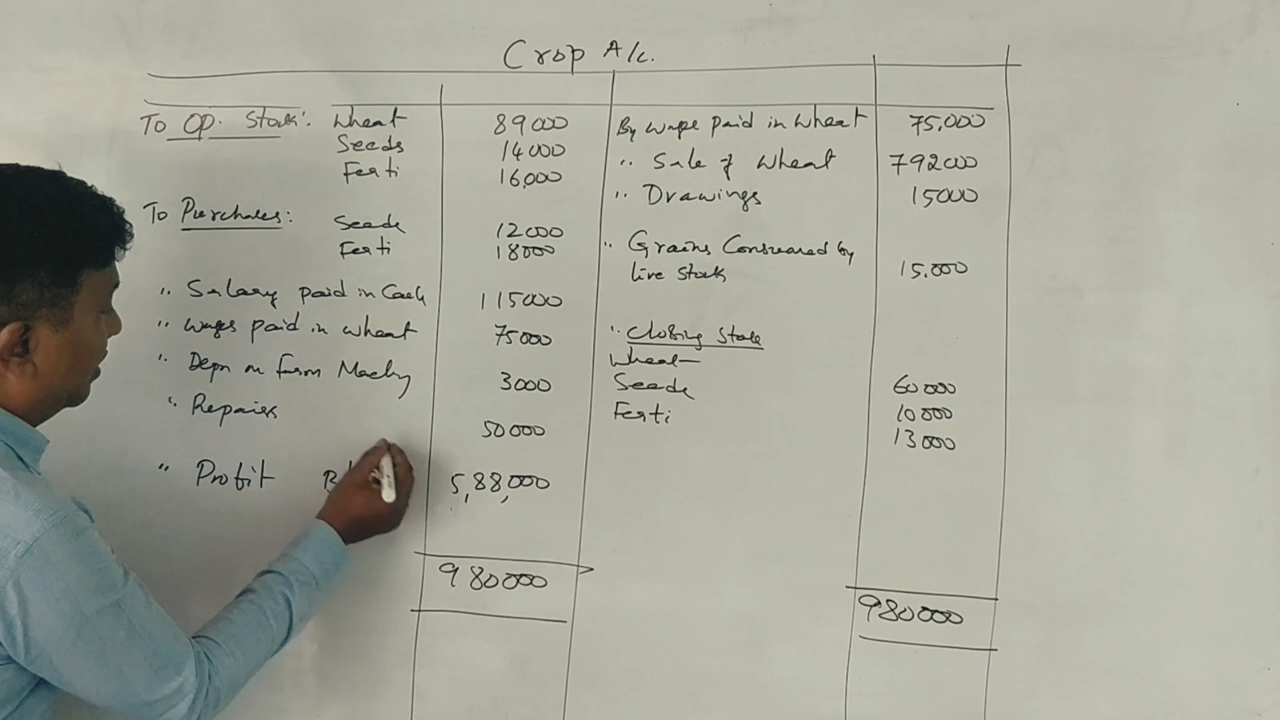 Crop A/c.
To Op. Stock: Wheat 89000
Seeds 14000
Ferti 16,000
To Purchases:
Seeds 12000
Ferti 18000
" Salary paid in Cash 115000
" Wages paid in wheat 75000
" Depn on Farm Machy 3000
" Repairs 50000
" Profit 5,88,000
980000
By wage paid in wheat 75,000
" Sale of wheat 792000
" Drawings 15000
" Grains Consumed by
live stock 15,000
" Closing Stock
Wheat 60000
Seeds 10000
Ferti 13000
980000